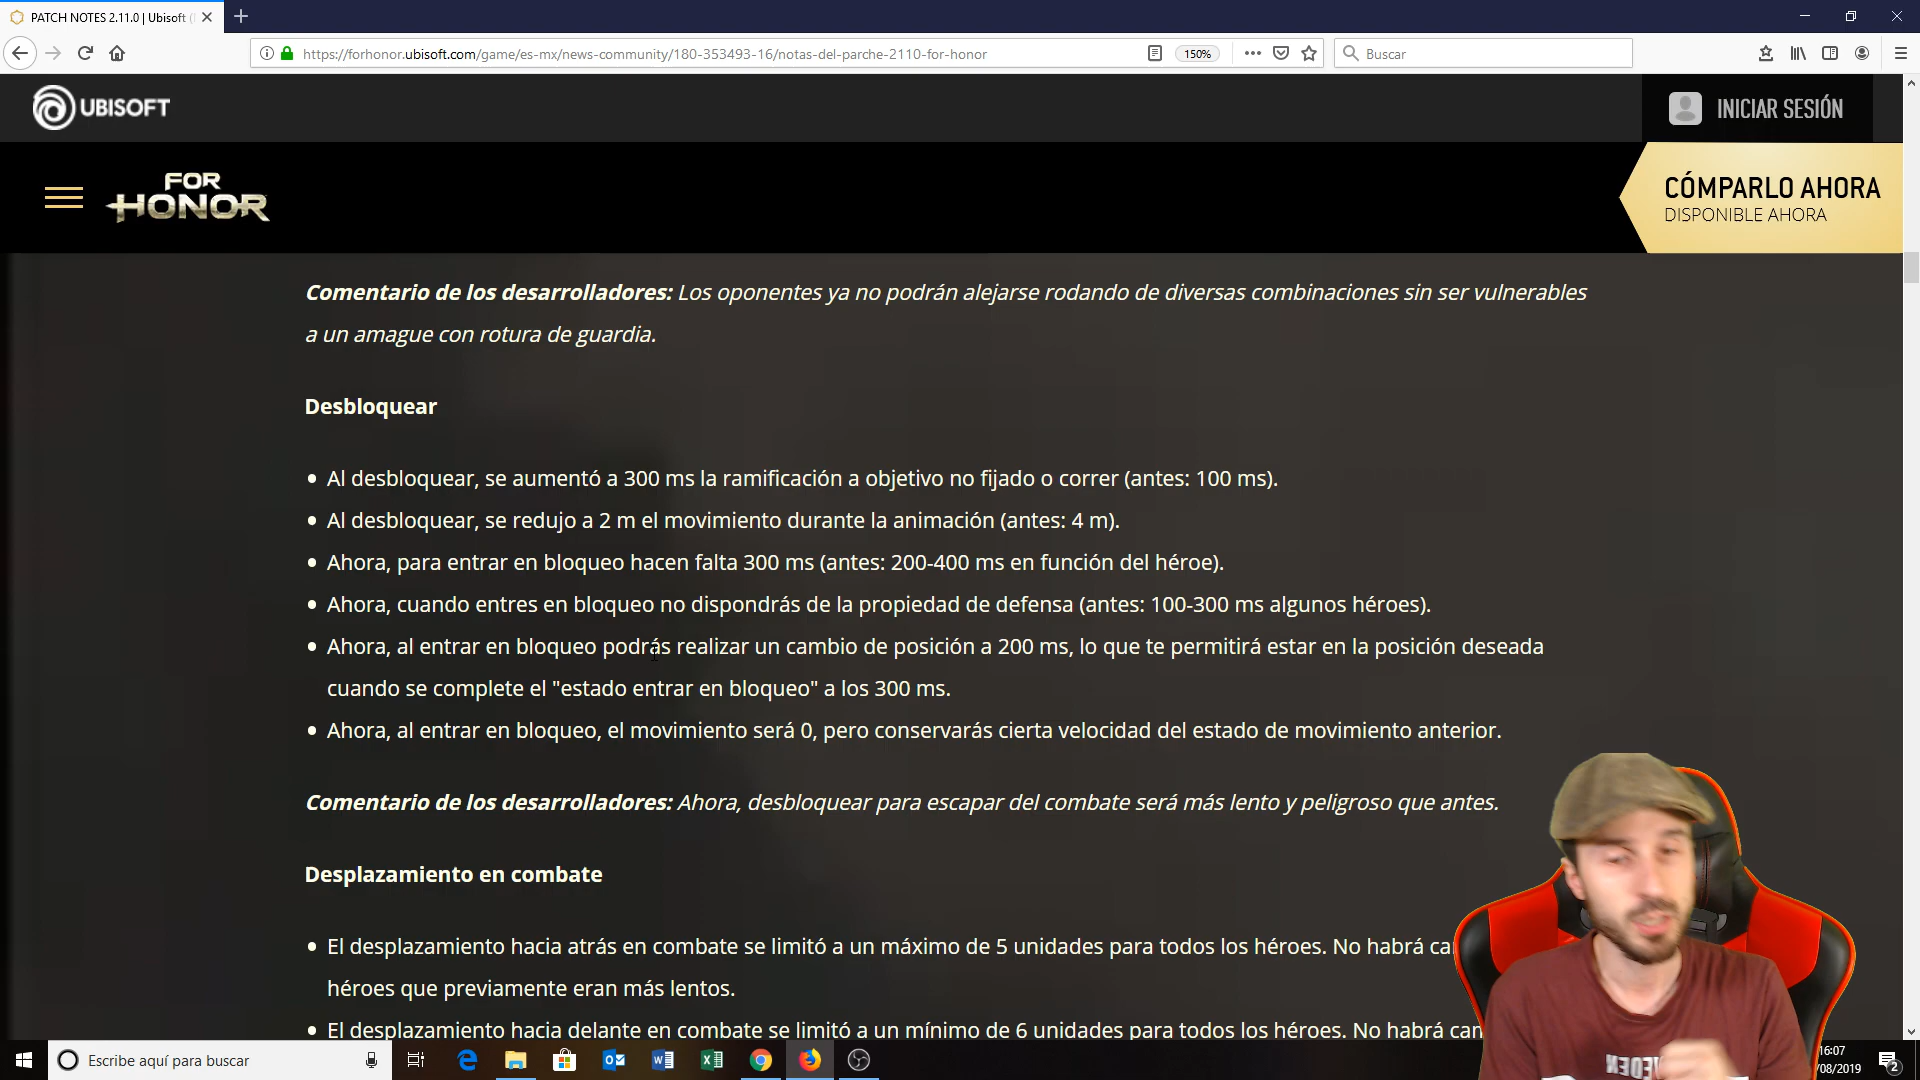 PATCH NOTES 2.11.0 | Ubisoft
https://forhonor.ubisoft.com/game/es-mx/news-community/180-353493-16/notas-del-parche-2110-for-honor
150%
Buscar
UBISOFT
INICIAR SESIÓN
FOR
HONOR
CÓMPARLO AHORA
DISPONIBLE AHORA
Comentario de los desarrolladores: Los oponentes ya no podrán alejarse rodando de diversas combinaciones sin ser vulnerables
a un amague con rotura de guardia.
Desbloquear
• Al desbloquear, se aumentó a 300 ms la ramificación a objetivo no fijado o correr (antes: 100 ms).
• Al desbloquear, se redujo a 2 m el movimiento durante la animación (antes: 4 m).
• Ahora, para entrar en bloqueo hacen falta 300 ms (antes: 200-400 ms en función del héroe).
• Ahora, cuando entres en bloqueo no dispondrás de la propiedad de defensa (antes: 100-300 ms algunos héroes).
• Ahora, al entrar en bloqueo podrás realizar un cambio de posición a 200 ms, lo que te permitirá estar en la posición deseada
cuando se complete el "estado entrar en bloqueo" a los 300 ms.
• Ahora, al entrar en bloqueo, el movimiento será 0, pero conservarás cierta velocidad del estado de movimiento anterior.
Comentario de los desarrolladores: Ahora, desbloquear para escapar del combate será más lento y peligroso que antes.
Desplazamiento en combate
• El desplazamiento hacia atrás en combate se limitó a un máximo de 5 unidades para todos los héroes. No habrá
héroes que previamente eran más lentos.
• El desplazamiento hacia delante en combate se limitó a un mínimo de 6 unidades para todos los héroes. No habrá
Escribe aquí para buscar
16:07
/08/2019
2